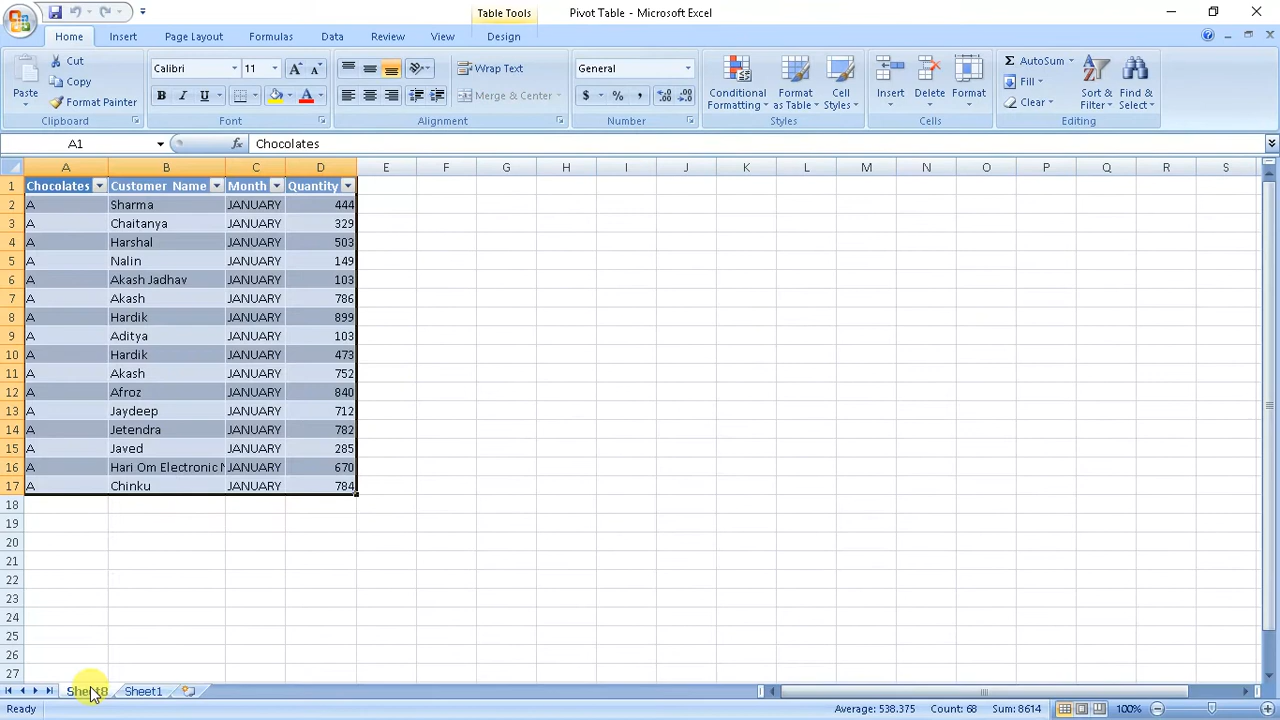 Table Tools
Pivot Table - Microsoft Excel
Home Insert Page Layout Formulas Data Review View Design
Cut
Copy
Format Painter
Paste
Clipboard
Calibri 11
B I U A
Font
Wrap Text
Merge & Center
Alignment
General
$ % ,
Number
Conditional Formatting
Format as Table
Cell Styles
Styles
Insert Delete Format
Cells
AutoSum
Fill
Clear
Sort & Filter
Find & Select
Editing
A1 fx Chocolates
A B C D E F G H I J K L M N O P Q R S
1 Chocolates Customer Name Month Quantity
2 A Sharma JANUARY 444
3 A Chaitanya JANUARY 329
4 A Harshal JANUARY 503
5 A Nalin JANUARY 149
6 A Akash Jadhav JANUARY 103
7 A Akash JANUARY 786
8 A Hardik JANUARY 899
9 A Aditya JANUARY 103
10 A Hardik JANUARY 473
11 A Akash JANUARY 752
12 A Afroz JANUARY 840
13 A Jaydeep JANUARY 712
14 A Jetendra JANUARY 782
15 A Javed JANUARY 285
16 A Hari Om Electronic JANUARY 670
17 A Chinku JANUARY 784
18
19
20
21
22
23
24
25
26
27
Sheet8 Sheet1
Ready Average: 538.375 Count: 68 Sum: 8614 100%